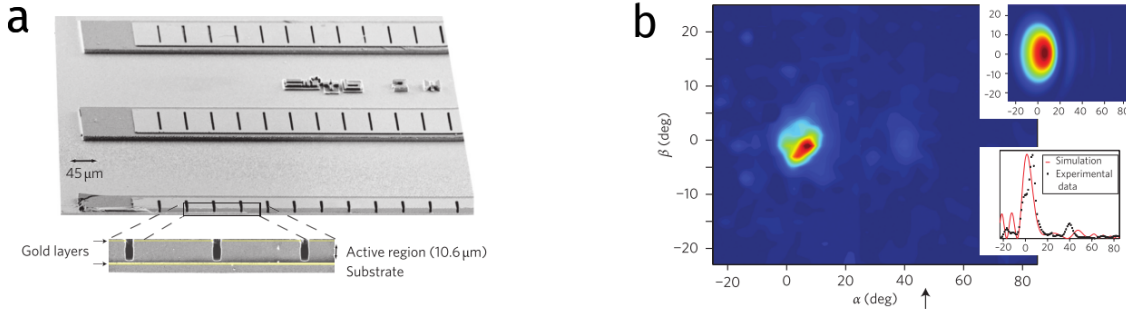 a
45 μm
Gold layers
Active region (10.6 μm)
Substrate
b
20
10
0
−10
−20
β (deg)
−20 0 20 40 60 80
α (deg)
20
10
0
−10
−20
−20 0 20 40 60 80
Simulation
Experimental
data
−20 0 20 40 60 80